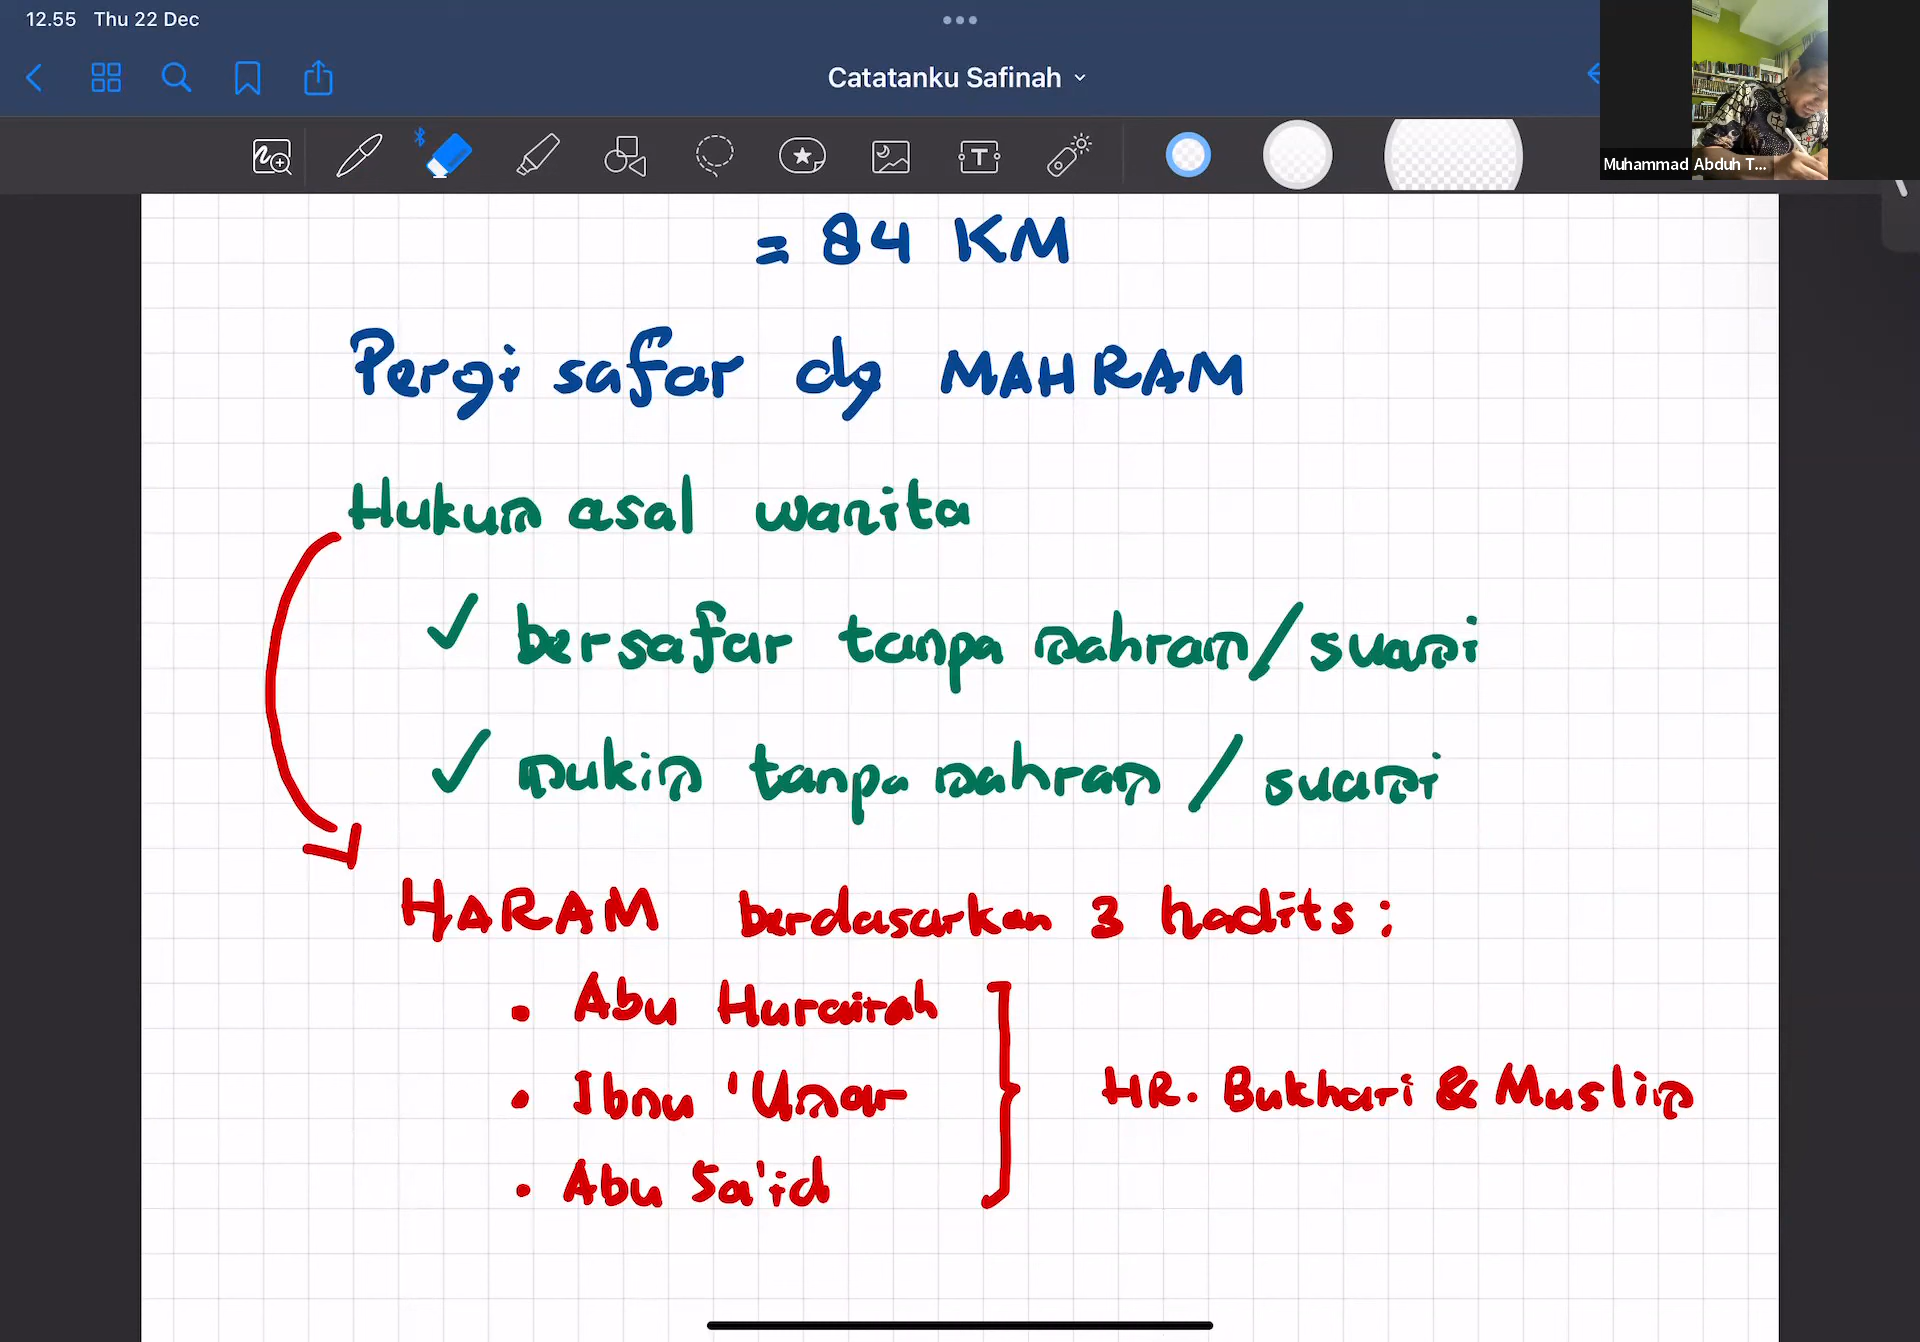 12.55 Thu 22 Dec
Catatanku Safinah
Muhammad Abduh T...
= 84 KM
Pergi safar dg MAHRAM
Hukum asal wanita
✓ bersafar tanpa mahram/suami
✓ mukim tanpa mahram / suami
HARAM berdasarkan 3 hadits :
• Abu Hurairah
• Ibnu 'Umar
HR. Bukhari & Muslim
• Abu Sa'id